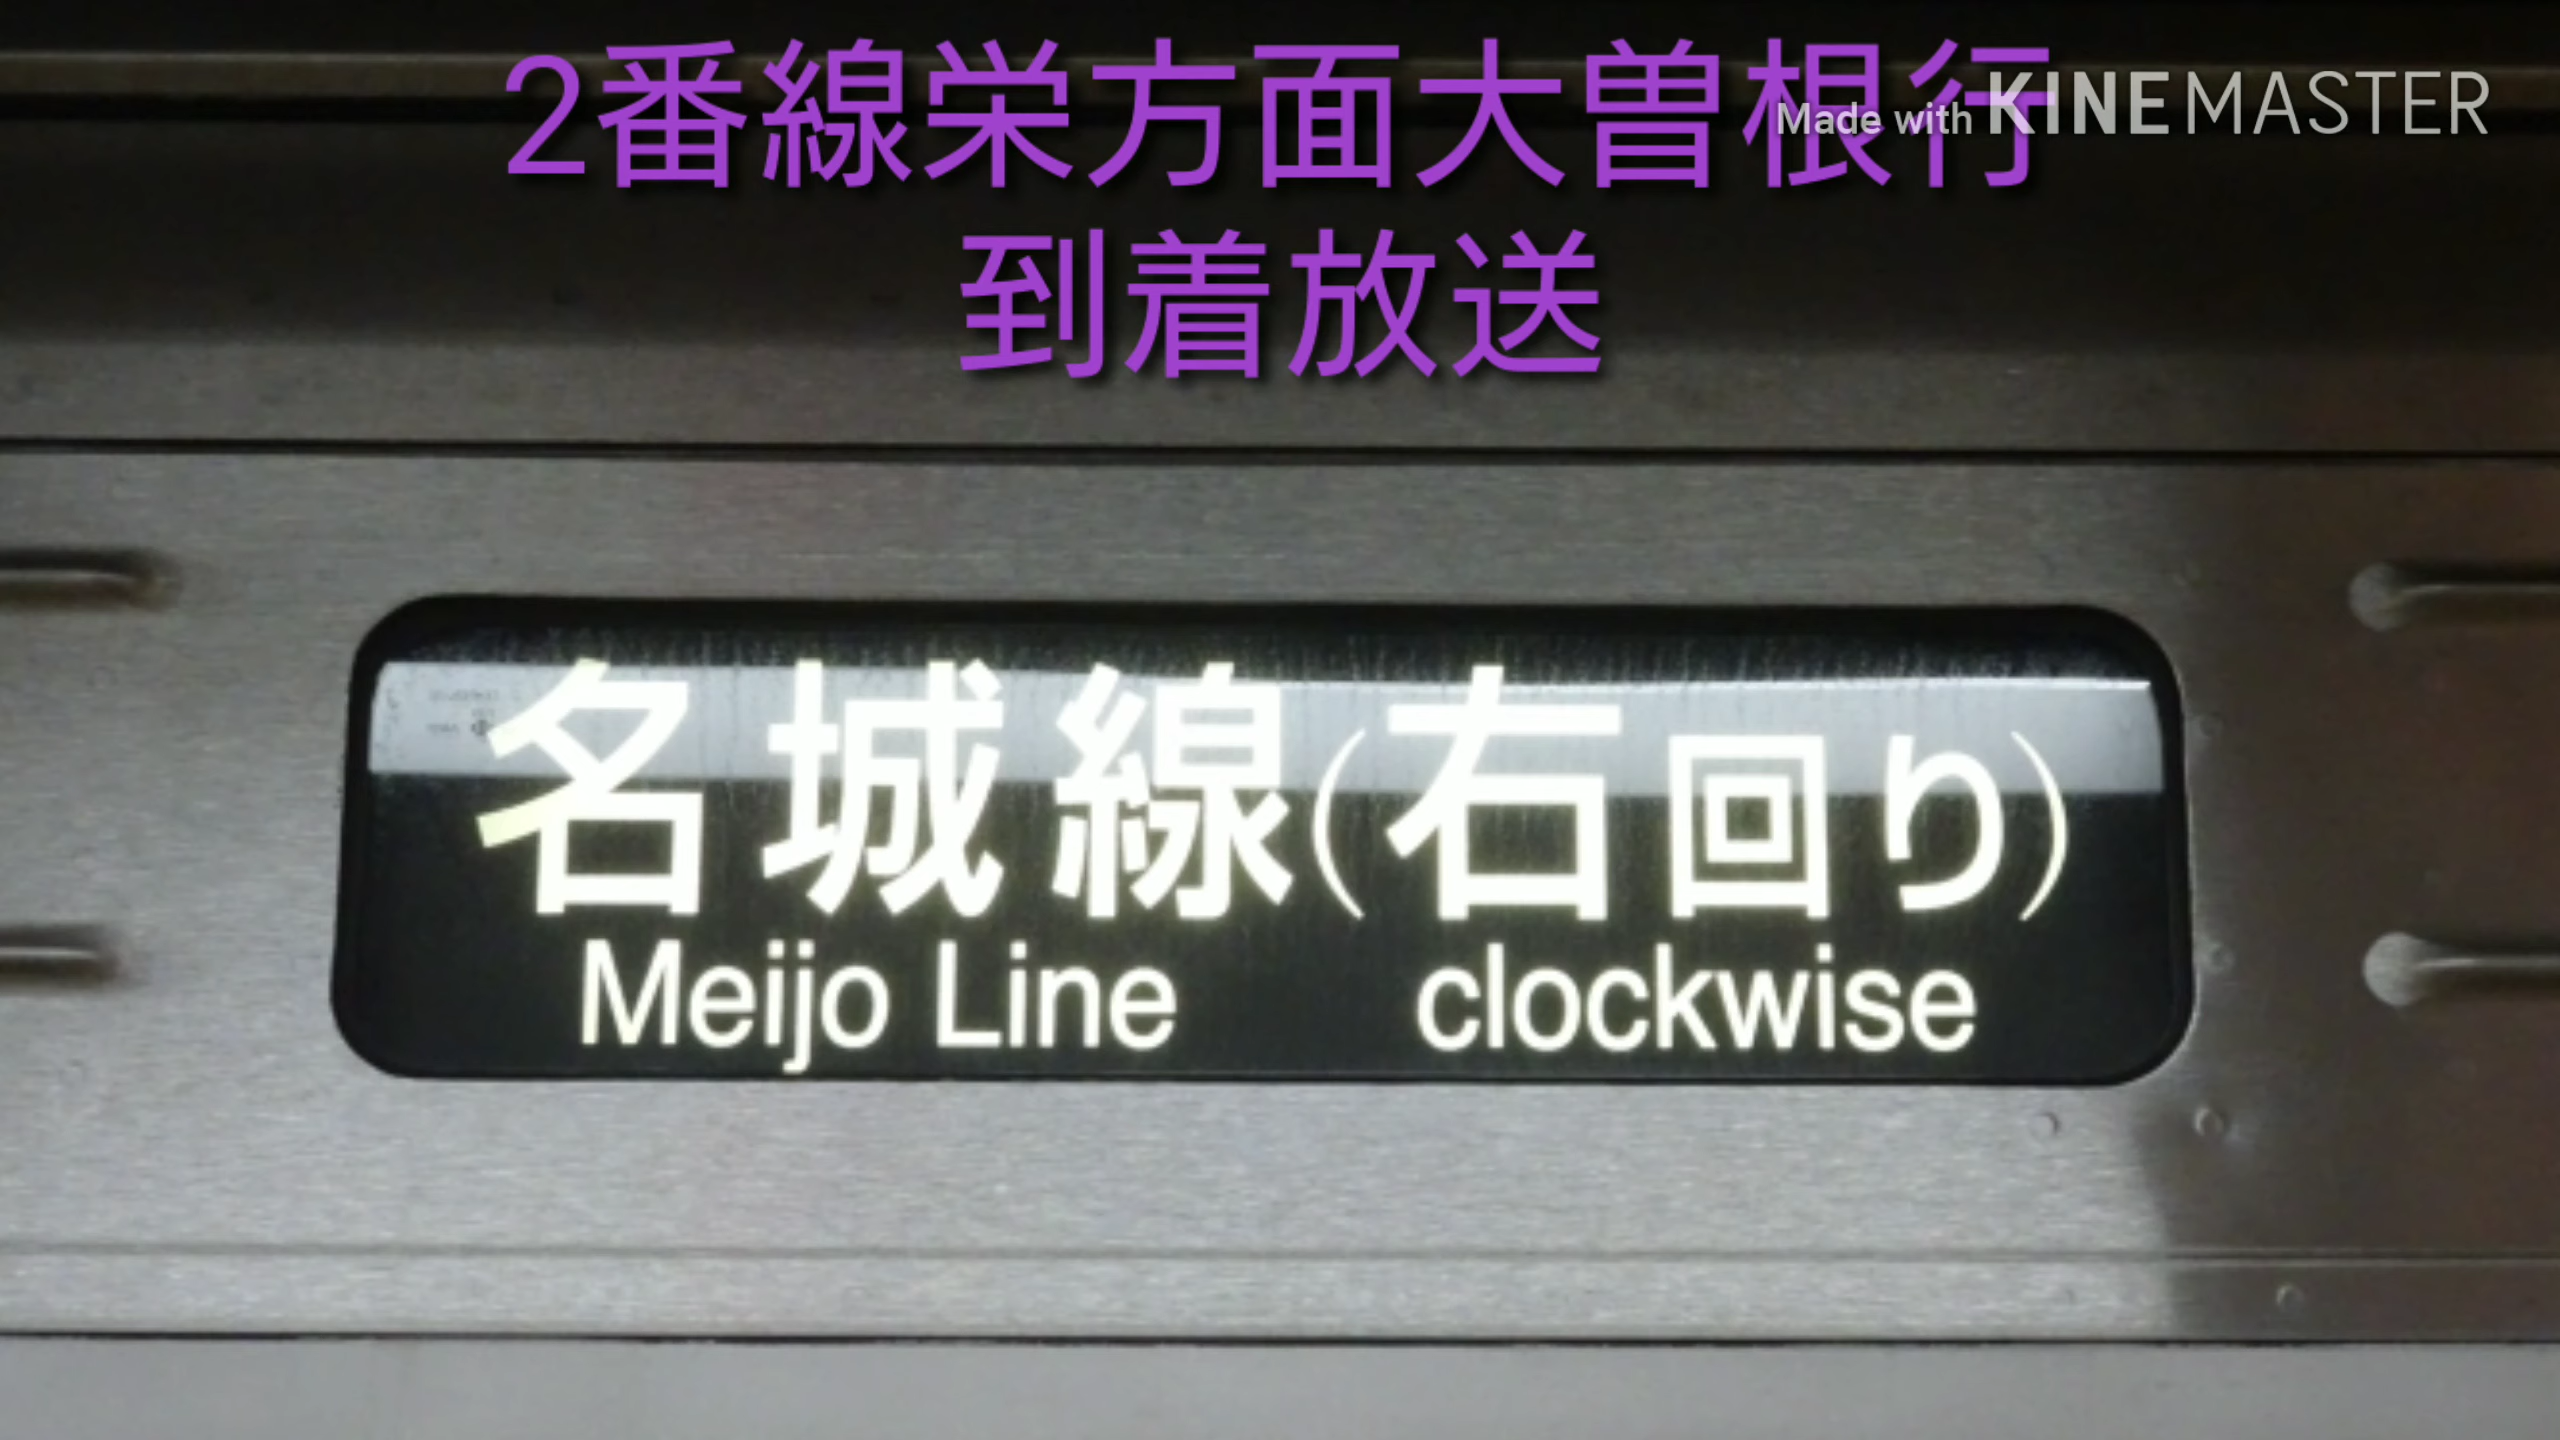 2番線栄方面大曽根行
Made with KINEMASTER
到着放送
名城線(右回り)
Meijo Line clockwise